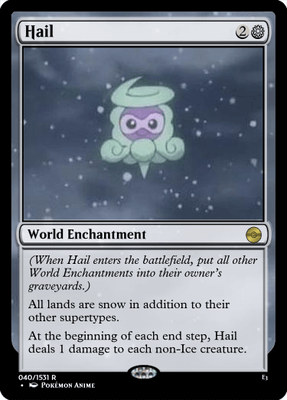 Hail 2
World Enchantment
(When Hail enters the battlefield, put all other
World Enchantments into their owner's
graveyards.)
All lands are snow in addition to their
other supertypes.
At the beginning of each end step, Hail
deals 1 damage to each non-Ice creature.
040/1531 R
• Pokémon Anime